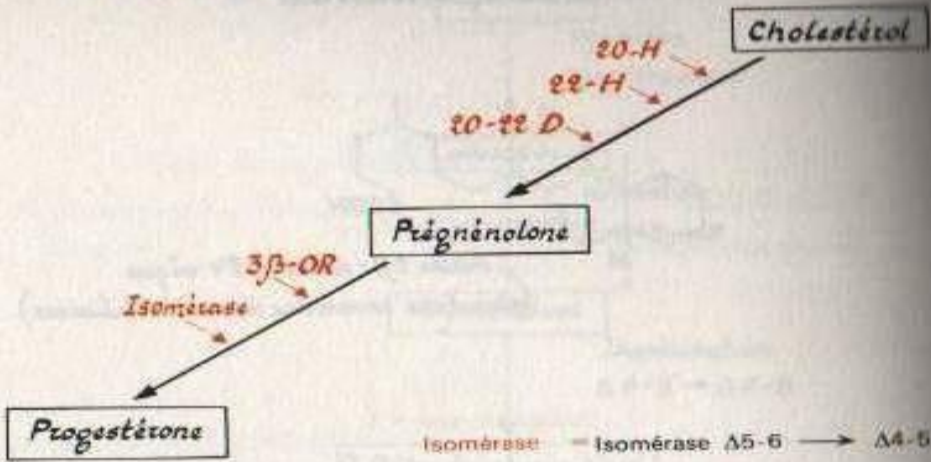 Cholestérol
20-H
22-H
20-22 D
Prégnénolone
3β-OR
Isomérase
Progestérone
Isomérase = Isomérase Δ5-6 → Δ4-5